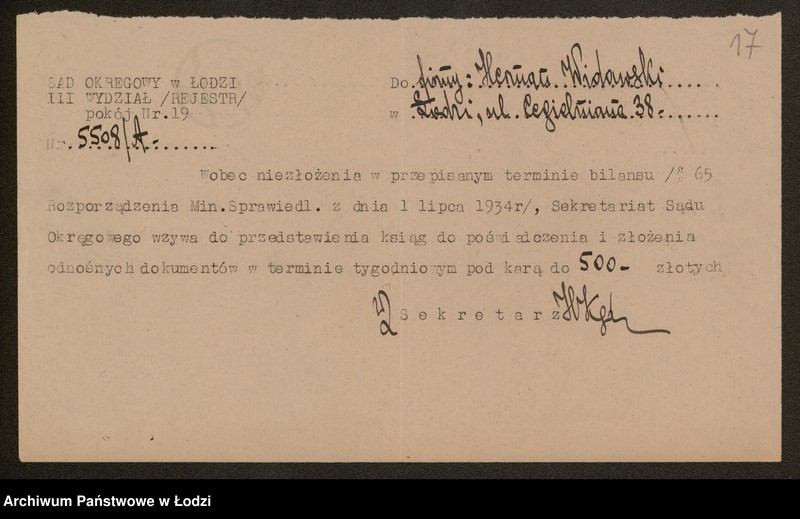 17
SĄD OKRĘGOWY w ŁODZI
III WYDZIAŁ /REJESTR/
pokój Nr.19
Nr. 5508/A-.......
Do firmy: Herman Widawski......
w Łodzi, ul. Cegielniana 38-.......
Wobec niezłożenia w przepisanym terminie bilansu /§ 65
Rozporządzenia Min.Sprawiedl. z dnia 1 lipca 1934r/, Sekretariat Sądu
Okręgowego wzywa do przedstawienia ksiąg do poświadczenia i złożenia
odnośnych dokumentów w terminie tygodniowym pod karą do 500- złotych
Sekretarz
Archiwum Państwowe w Łodzi